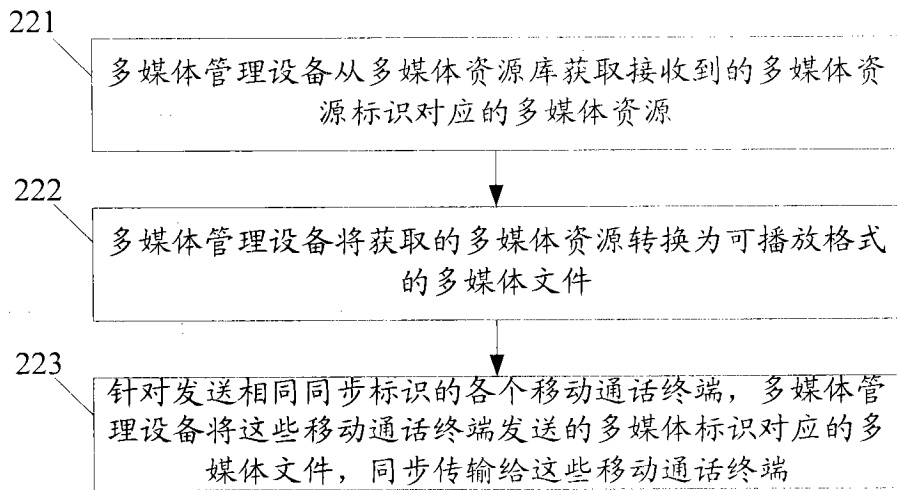 221
多媒体管理设备从多媒体资源库获取接收到的多媒体资
源标识对应的多媒体资源
222
多媒体管理设备将获取的多媒体资源转换为可播放格式
的多媒体文件
223
针对发送相同同步标识的各个移动通话终端，多媒体管
理设备将这些移动通话终端发送的多媒体标识对应的多
媒体文件，同步传输给这些移动通话终端